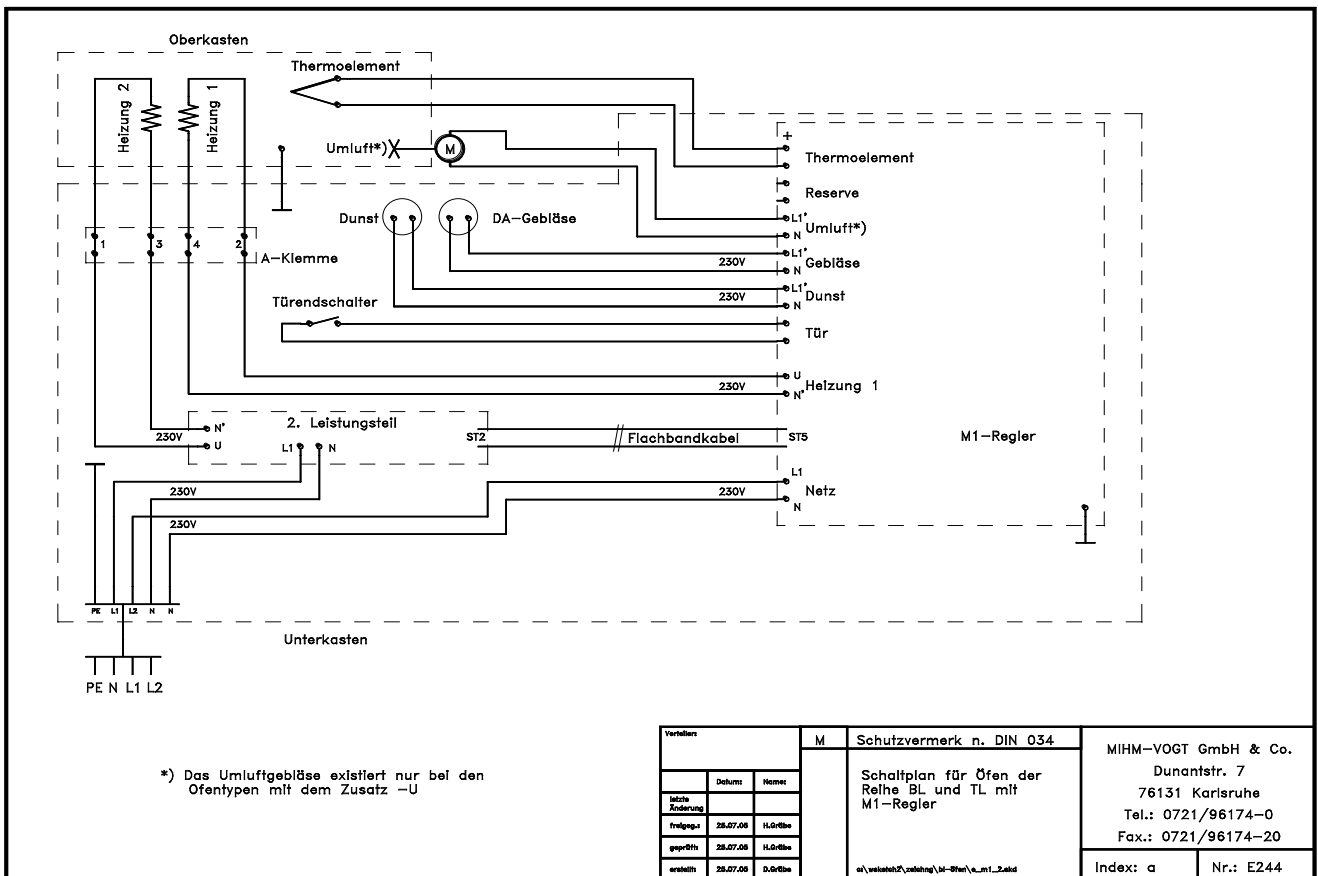 Oberkasten
Thermoelement
Heizung 2
Heizung 1
Umluft*)
M
+
Thermoelement
Reserve
L1'
Umluft*)
N
Dunst
DA-Gebläse
L1'
230V
Gebläse
N
1
3
4
2
A-Klemme
L1'
230V
Dunst
N
Türendschalter
Tür
U
Heizung 1
230V
N'
2. Leistungsteil
N'
230V
U
L1
N
ST2
Flachbandkabel
ST5
M1-Regler
L1
230V
Netz
230V
N
230V
PE L1 L2 N N
Unterkasten
PE N L1 L2
*) Das Umluftgebläse existiert nur bei den
Ofentypen mit dem Zusatz -U
Verteiler:
M
Schutzvermerk n. DIN 034
Datum: Name:
letzte
Änderung
freigeg.: 25.07.05 H.Gräbe
geprüft: 25.07.05 H.Gräbe
erstellt: 25.07.05 D.Gräbe
Schaltplan für Öfen der
Reihe BL und TL mit
M1-Regler
MIHM-VOGT GmbH & Co.
Dunantstr. 7
76131 Karlsruhe
Tel.: 0721/96174-0
Fax.: 0721/96174-20
Index: a
Nr.: E244